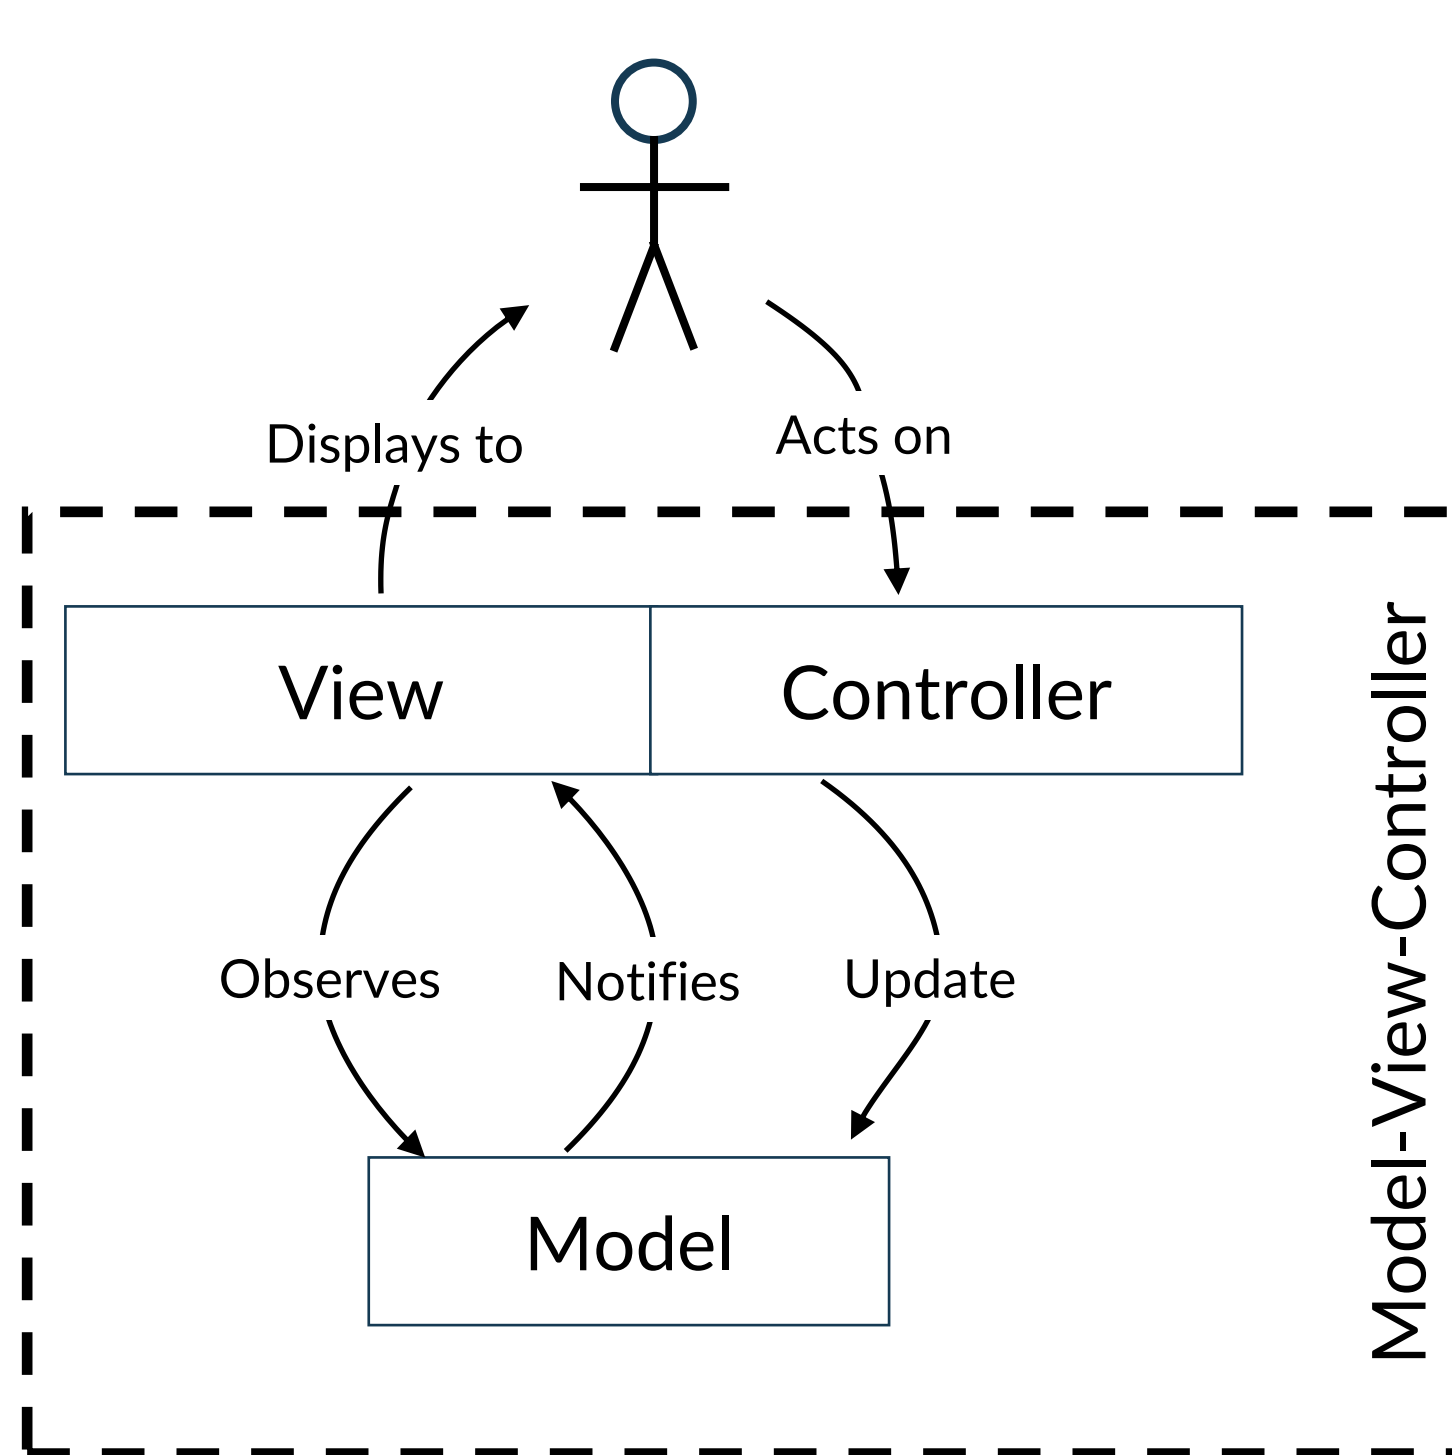 Displays to
Acts on
View
Controller
Observes
Notifies
Update
Model
Model-View-Controller